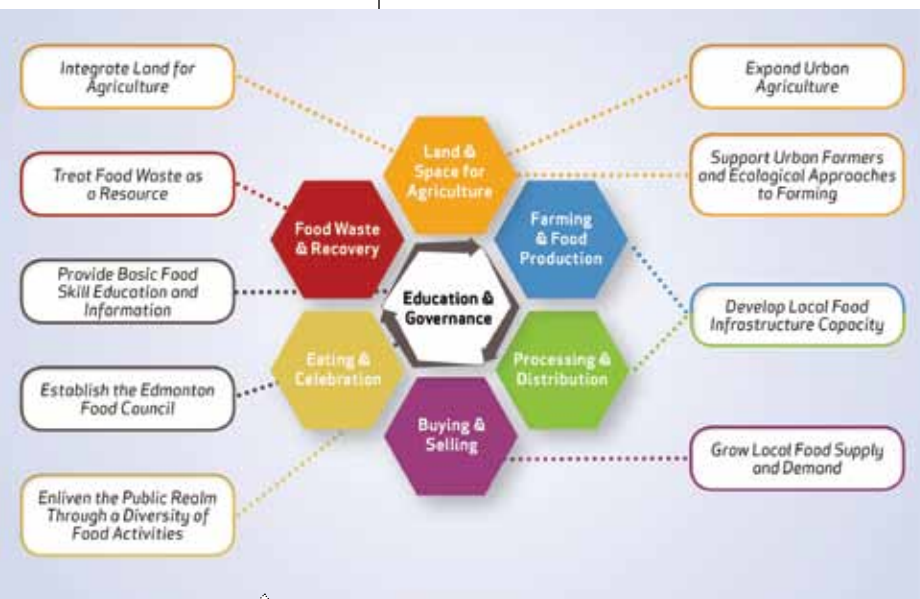 Integrate Land for
Agriculture
Treat Food Waste as
a Resource
Provide Basic Food
Skill Education and
Information
Establish the Edmonton
Food Council
Enliven the Public Realm
Through a Diversity of
Food Activities
Land &
Space for
Agriculture
Food Waste
& Recovery
Farming
& Food
Production
Education &
Governance
Eating &
Celebration
Processing &
Distribution
Buying &
Selling
Expand Urban
Agriculture
Support Urban Farmers
and Ecological Approaches
to Farming
Develop Local Food
Infrastructure Capacity
Grow Local Food Supply
and Demand